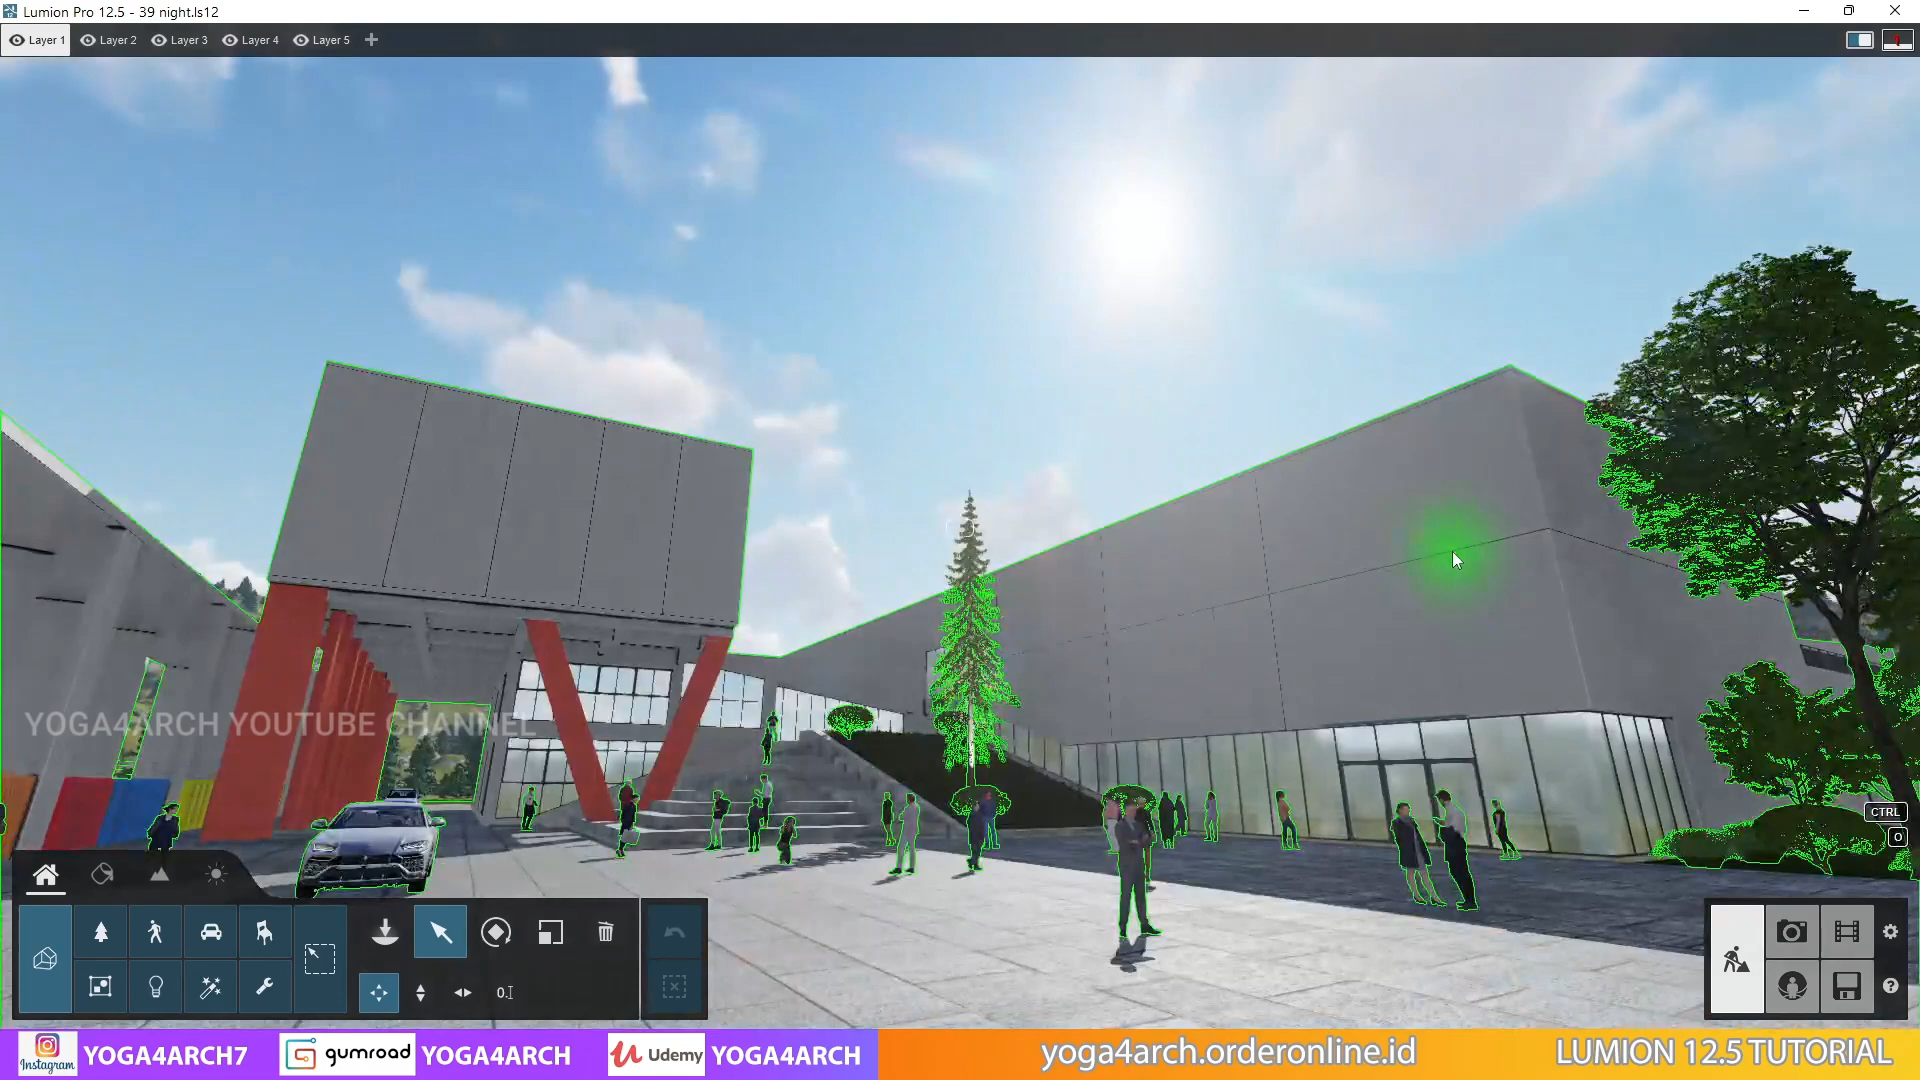 Lumion Pro 12.5 - 39 night.ls12
Layer 1 Layer 2 Layer 3 Layer 4 Layer 5
YOGA4ARCH YOUTUBE CHANNEL
CTRL
O
0.
?
Instagram YOGA4ARCH7 gumroad YOGA4ARCH Udemy YOGA4ARCH yoga4arch.orderonline.id LUMION 12.5 TUTORIAL